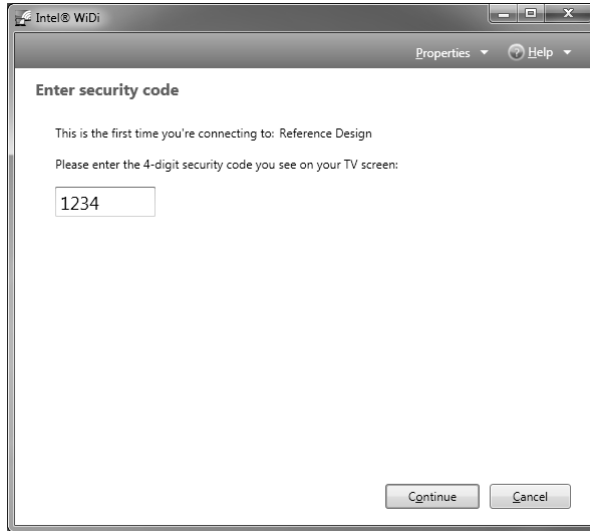 Intel® WiDi
Properties Help
Enter security code
This is the first time you're connecting to: Reference Design
Please enter the 4-digit security code you see on your TV screen:
1234
Continue Cancel